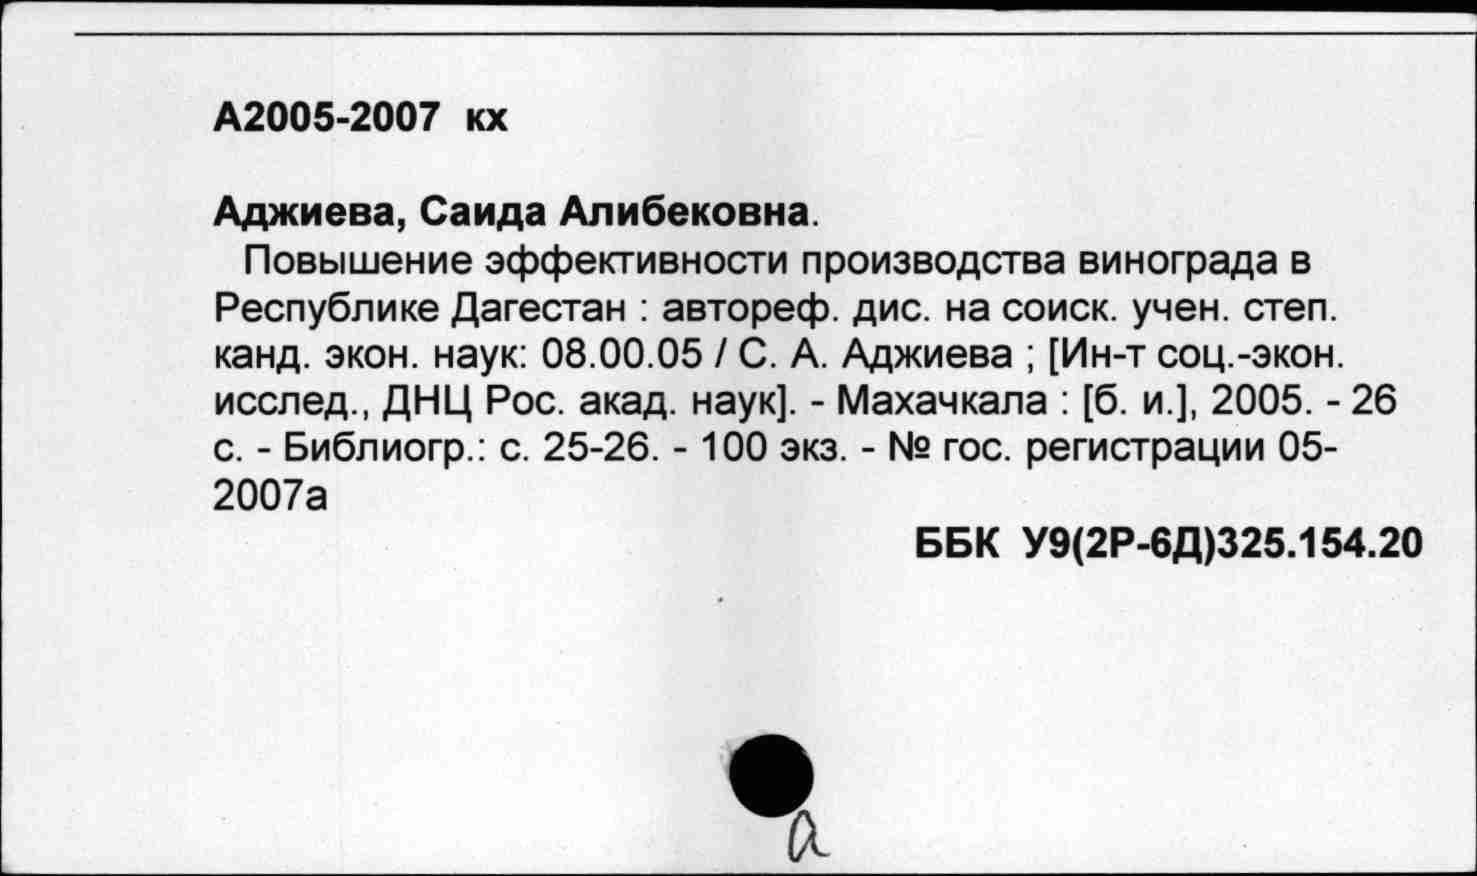 А2005-2007 кх
Аджиева, Саида Алибековна.
Повышение эффективности производства винограда в
Республике Дагестан : автореф. дис. на соиск. учен. степ.
канд. экон. наук: 08.00.05 / С. А. Аджиева ; [Ин-т соц.-экон.
исслед., ДНЦ Рос. акад. наук]. - Махачкала : [б. и.], 2005. - 26
с. - Библиогр.: с. 25-26. - 100 экз. - № гос. регистрации 05-
2007а
ББК У9(2Р-6Д)325.154.20
а